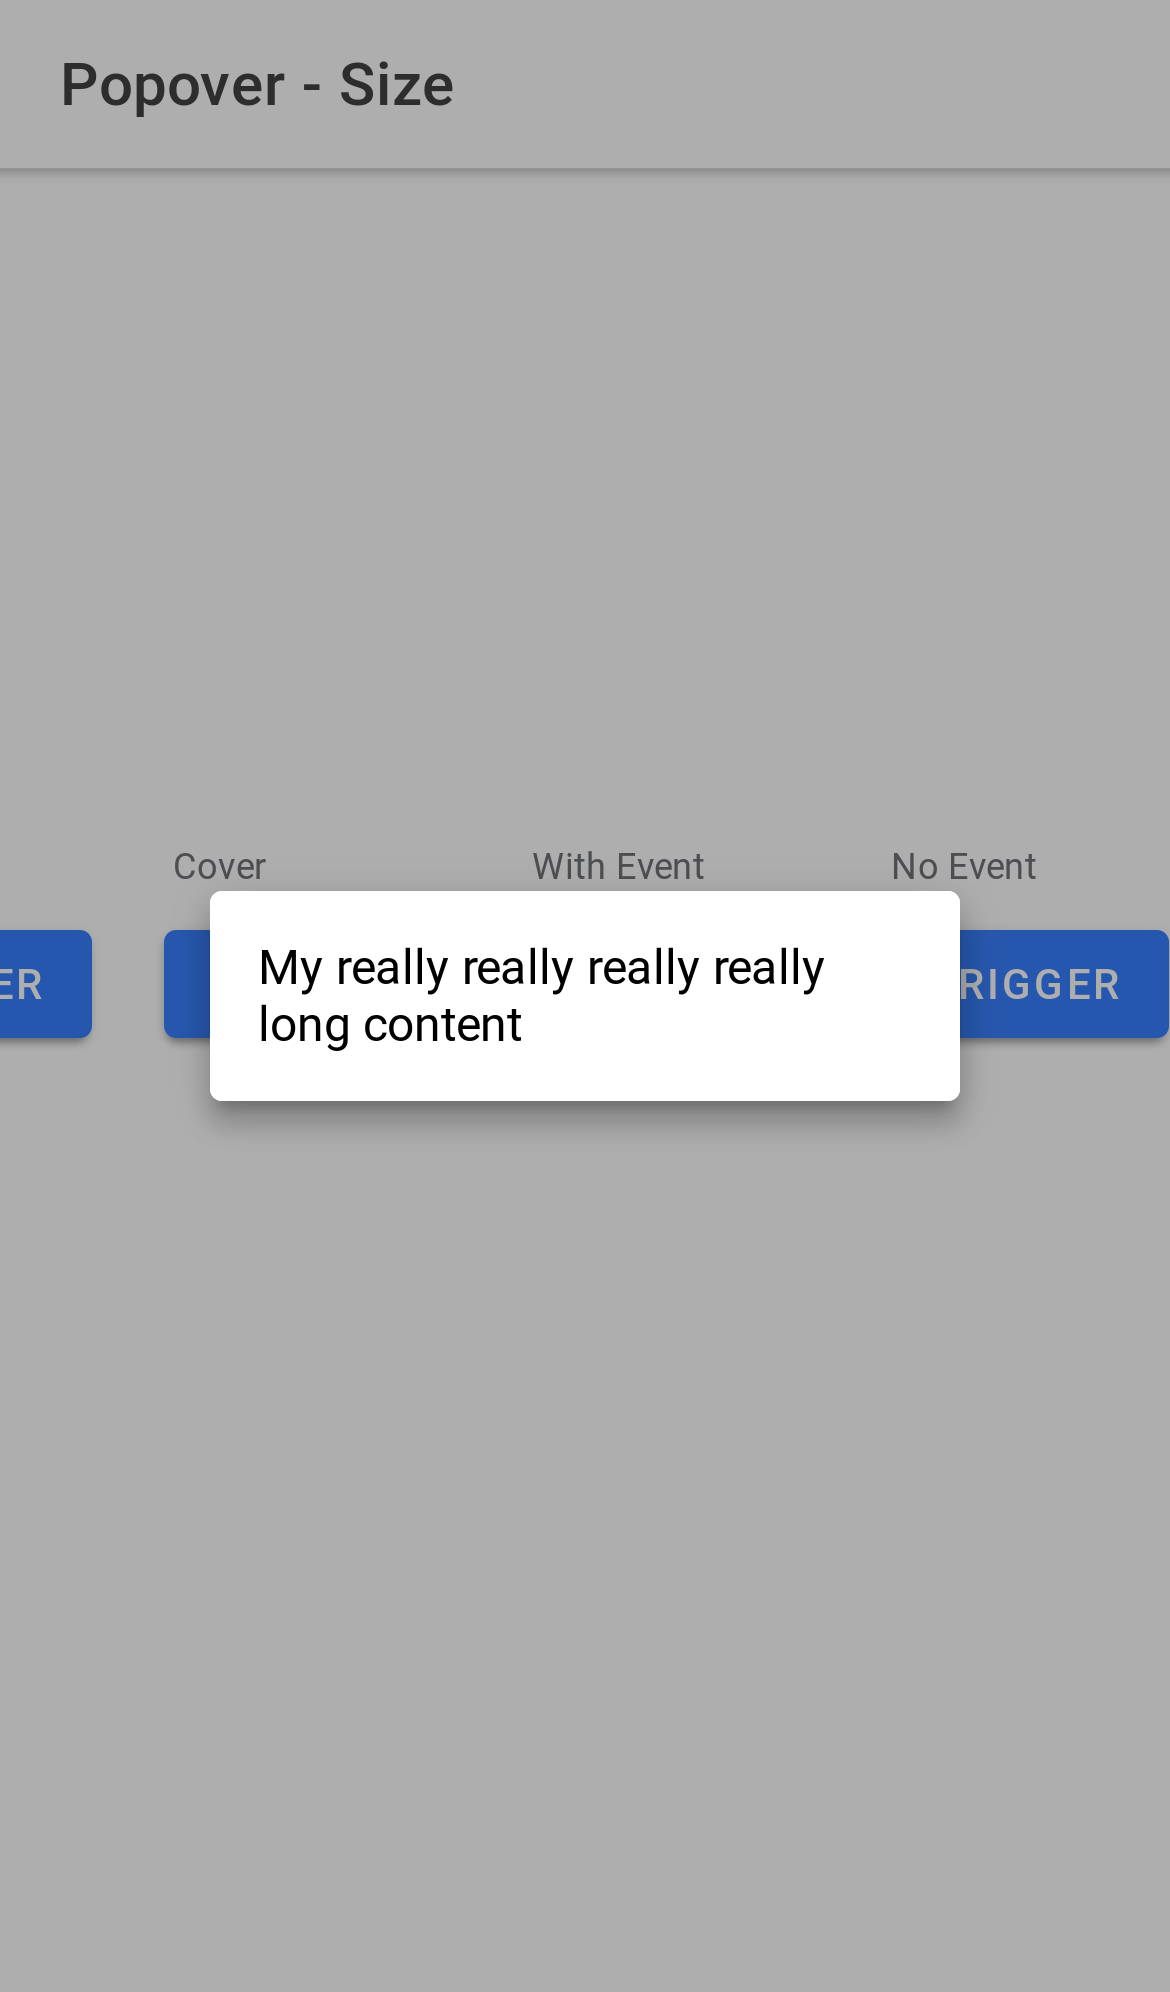 Popover - Size
Cover
With Event
No Event
ER
My really really really really
long content
RIGGER